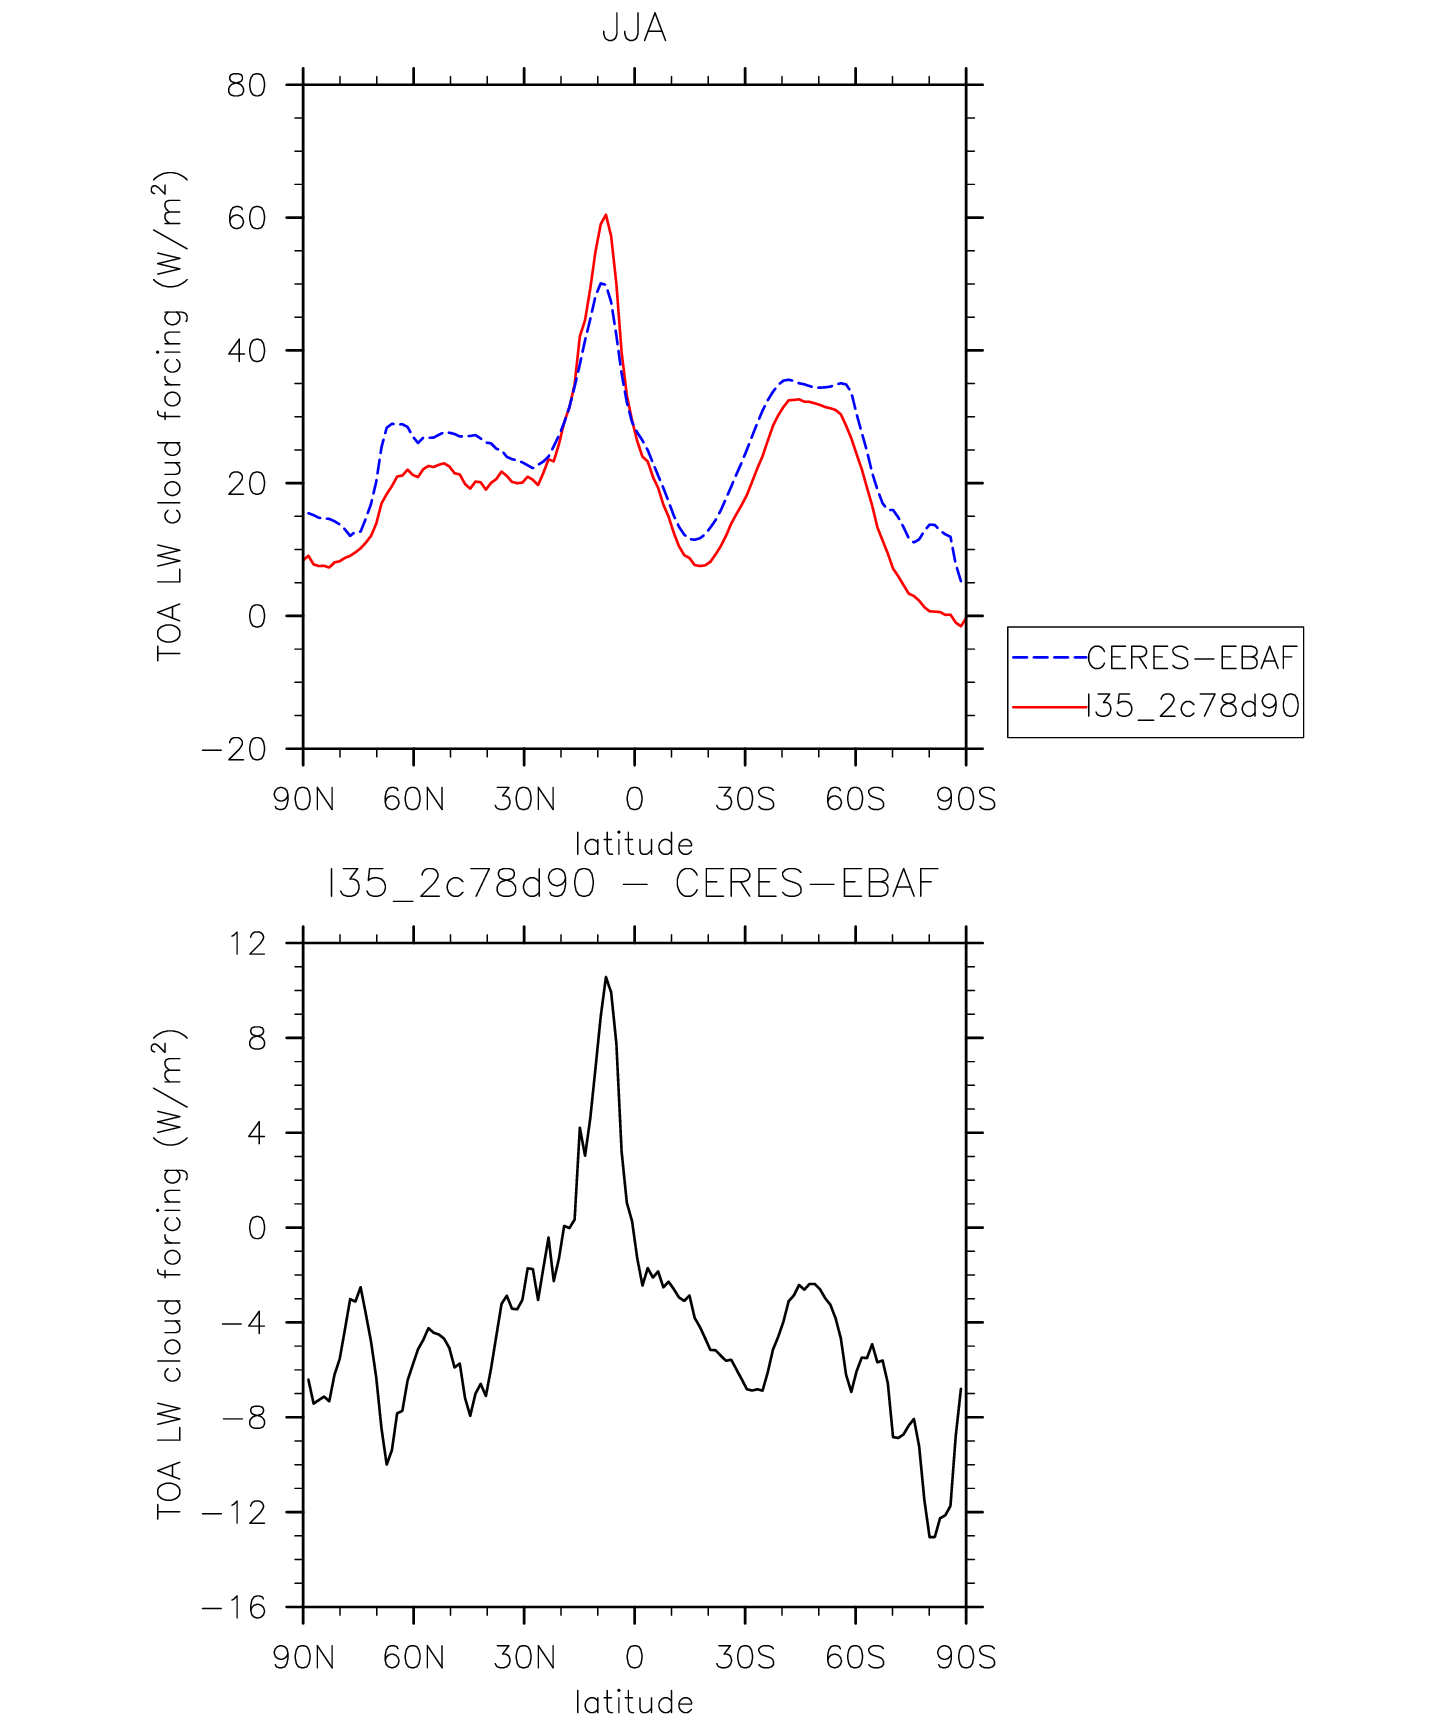 JJA
TOA LW cloud forcing (W/m²)
80
60
40
20
0
−20
90N 60N 30N 0 30S 60S 90S
latitude
CERES−EBAF
I35_2c78d90
I35_2c78d90 − CERES−EBAF
TOA LW cloud forcing (W/m²)
12
8
4
0
−4
−8
−12
−16
90N 60N 30N 0 30S 60S 90S
latitude